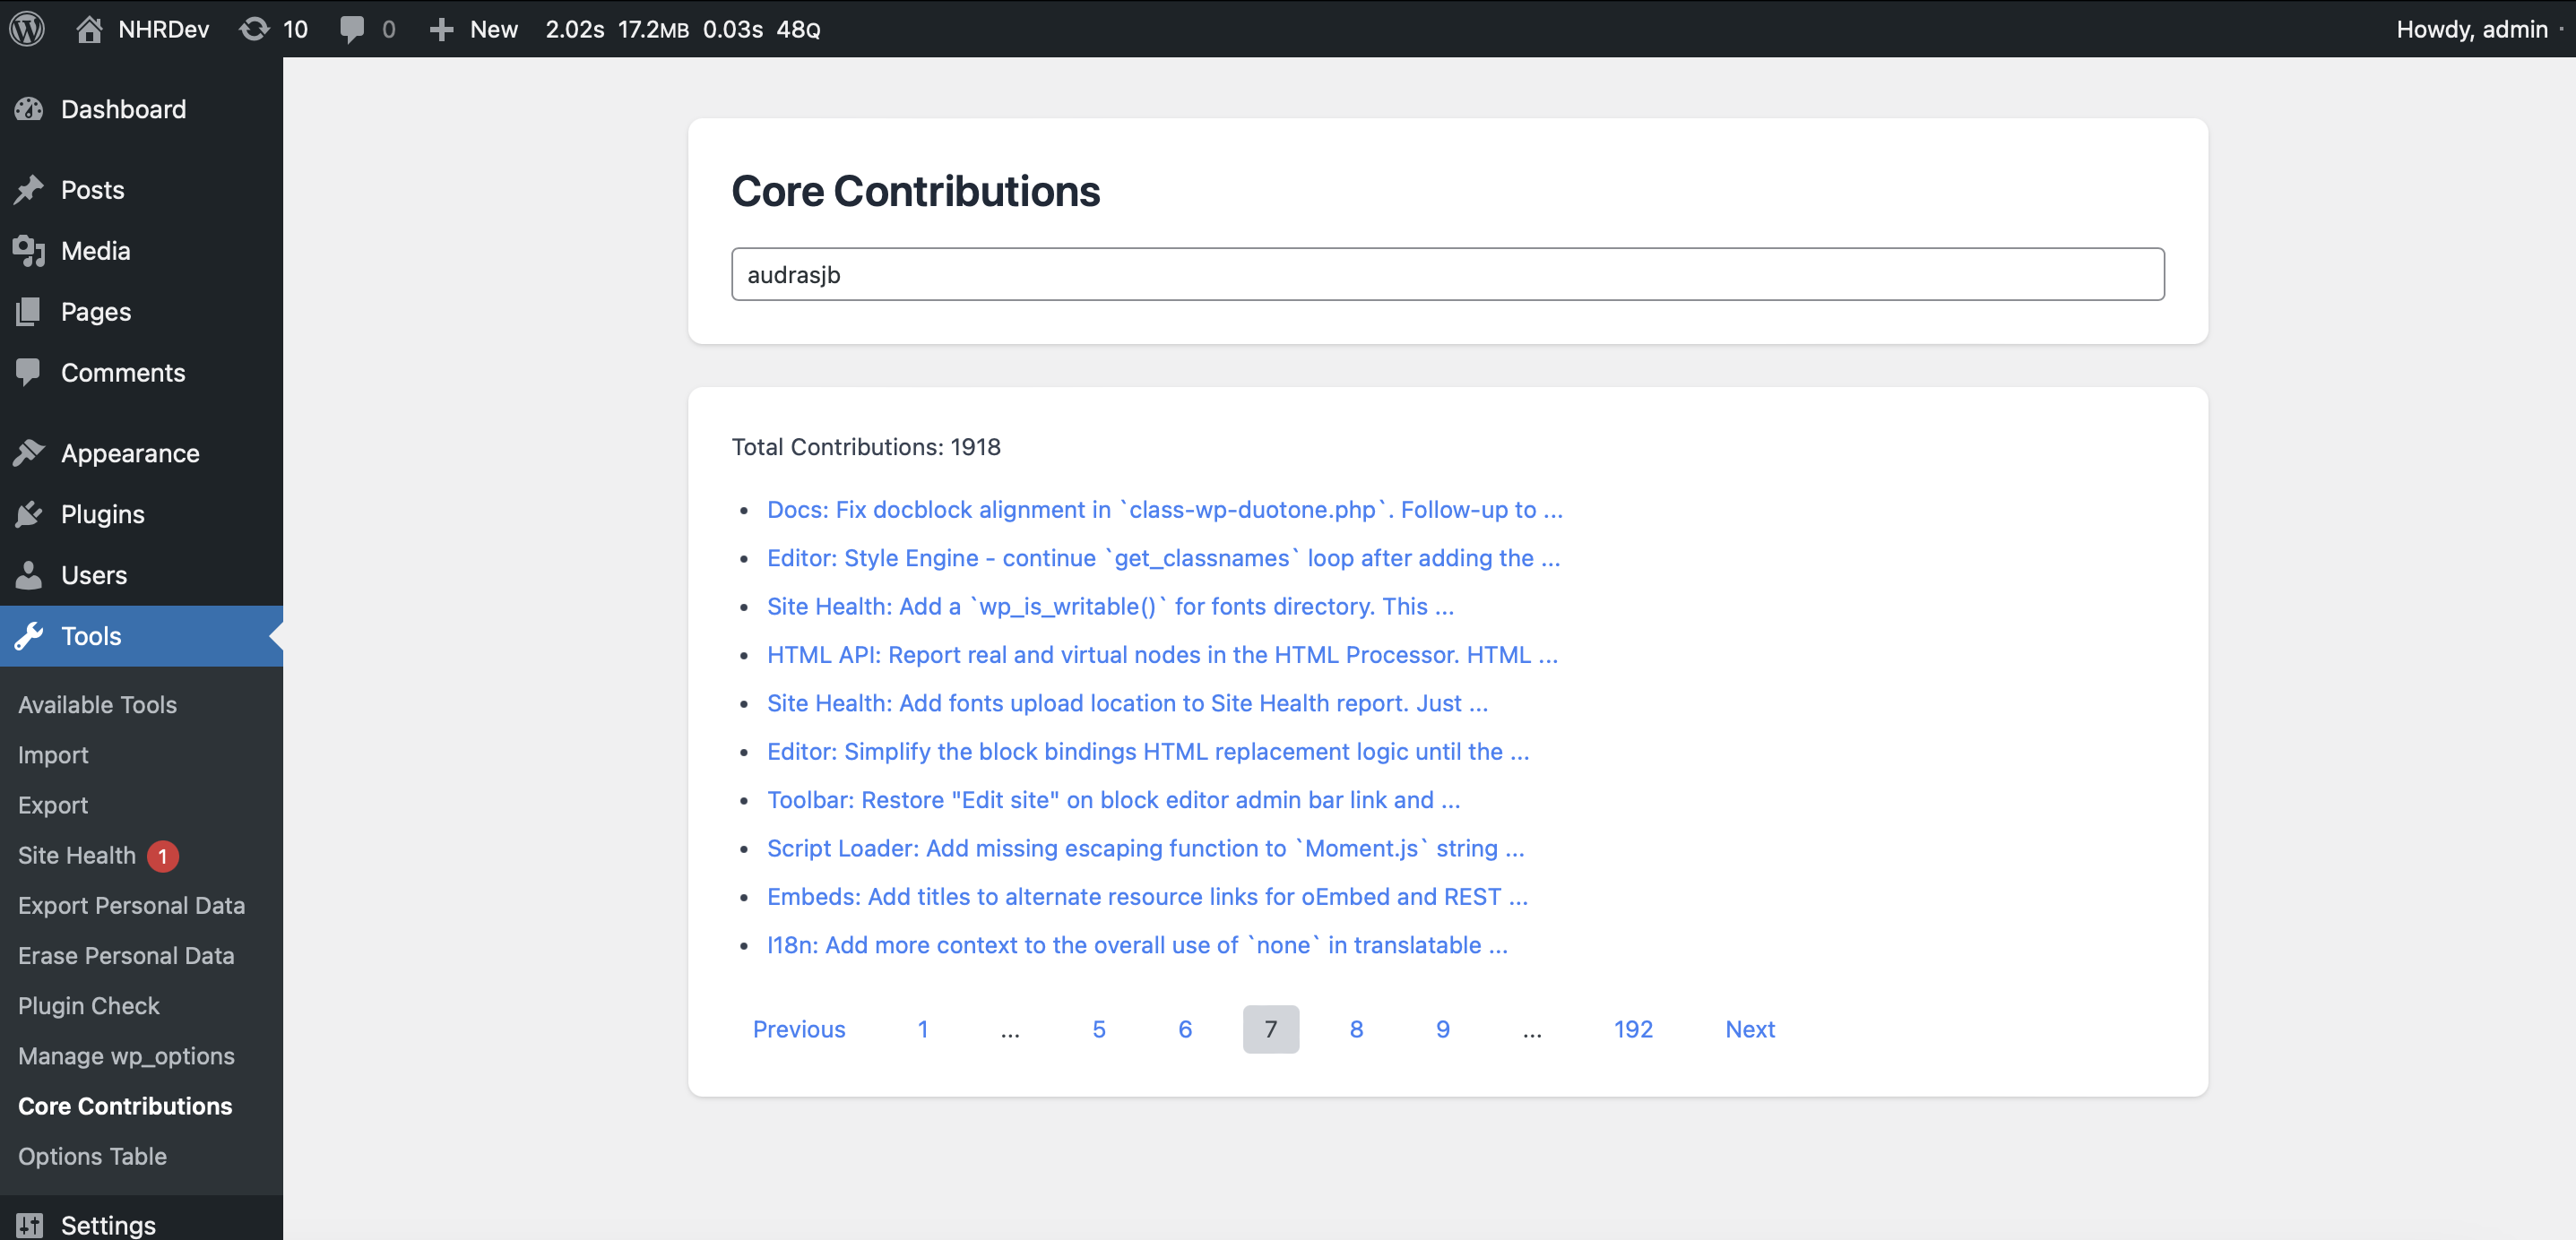 NHRDev 10 0 New 2.02s 17.2MB 0.03s 48Q Howdy, admin
Dashboard
Posts
Media
Pages
Comments
Appearance
Plugins
Users
Tools
Available Tools
Import
Export
Site Health 1
Export Personal Data
Erase Personal Data
Plugin Check
Manage wp_options
Core Contributions
Options Table
Settings
Core Contributions
audrasjb
Total Contributions: 1918
• Docs: Fix docblock alignment in `class-wp-duotone.php`. Follow-up to ...
• Editor: Style Engine - continue `get_classnames` loop after adding the ...
• Site Health: Add a `wp_is_writable()` for fonts directory. This ...
• HTML API: Report real and virtual nodes in the HTML Processor. HTML ...
• Site Health: Add fonts upload location to Site Health report. Just ...
• Editor: Simplify the block bindings HTML replacement logic until the ...
• Toolbar: Restore "Edit site" on block editor admin bar link and ...
• Script Loader: Add missing escaping function to `Moment.js` string ...
• Embeds: Add titles to alternate resource links for oEmbed and REST ...
• I18n: Add more context to the overall use of `none` in translatable ...
Previous 1 ... 5 6 7 8 9 ... 192 Next